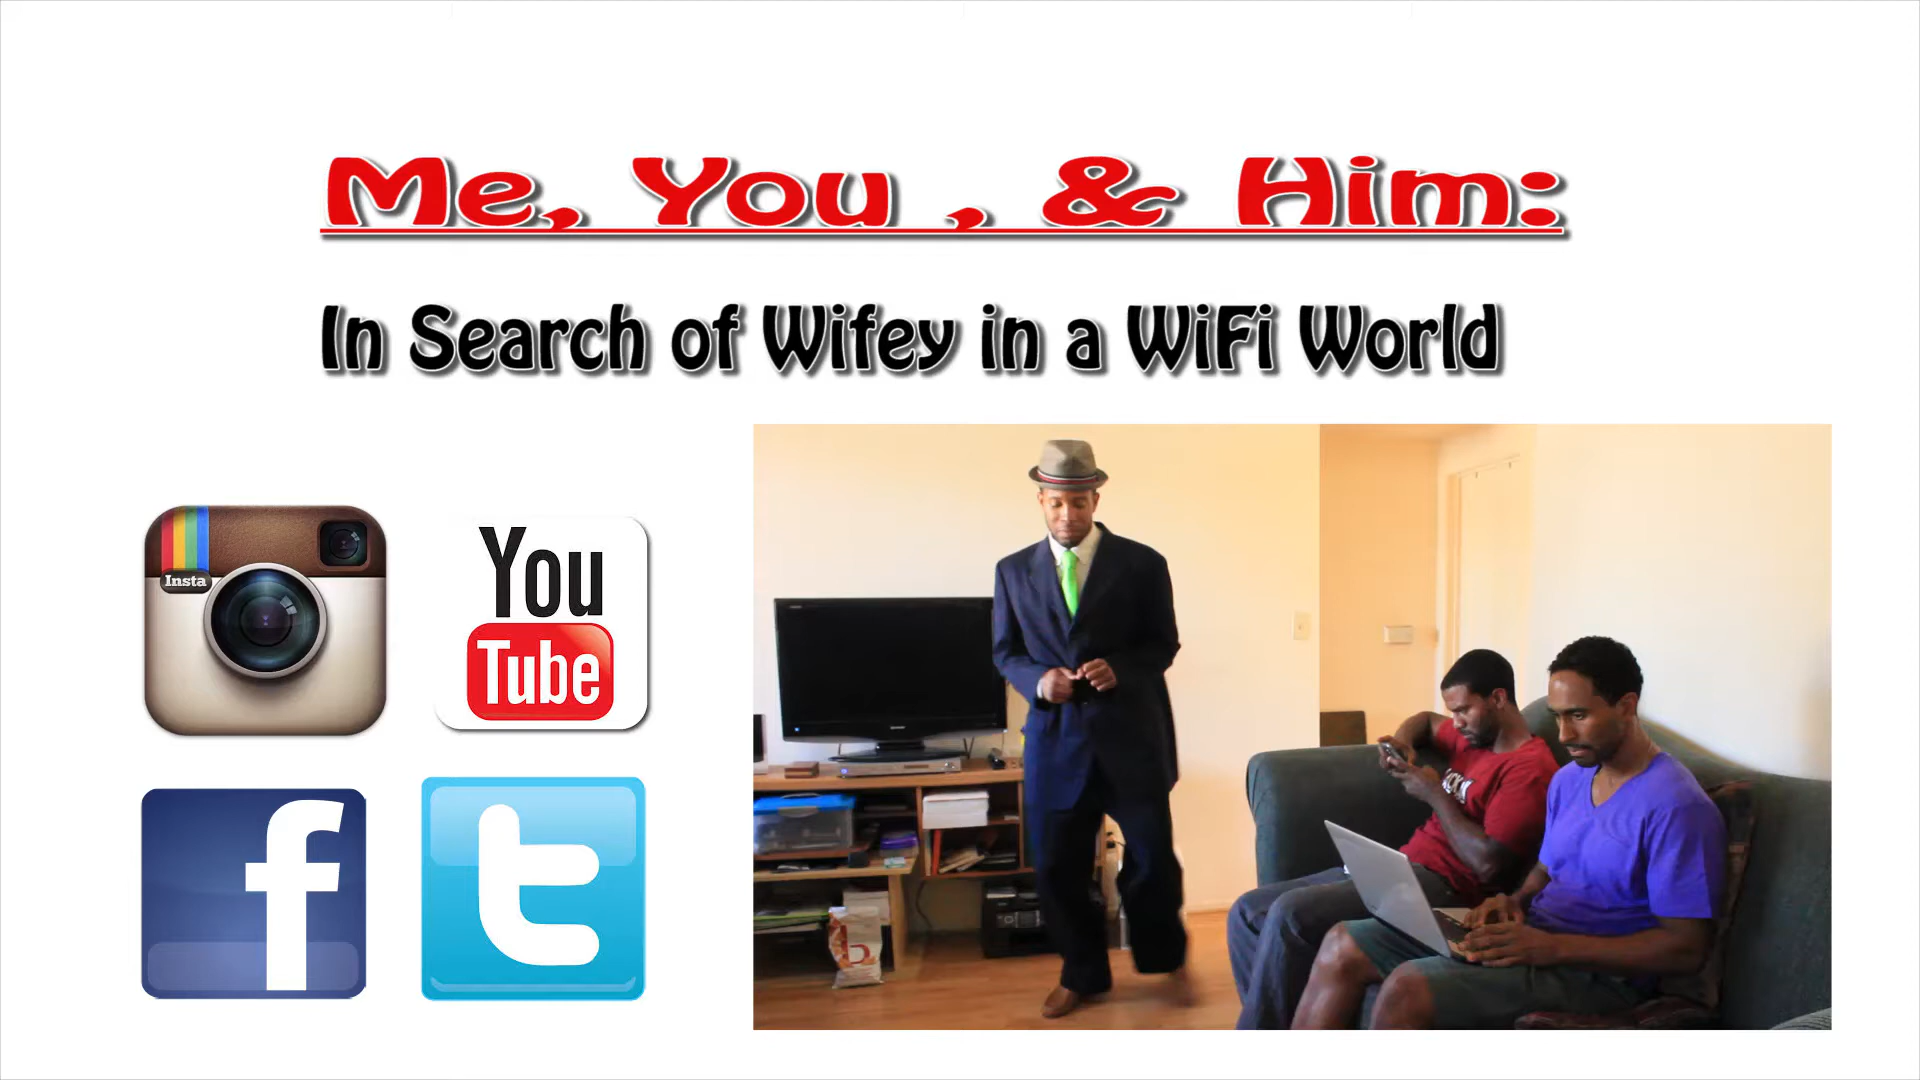 Me, You , & Him:
In Search of Wifey in a WiFi World
Insta
You
Tube
f
t